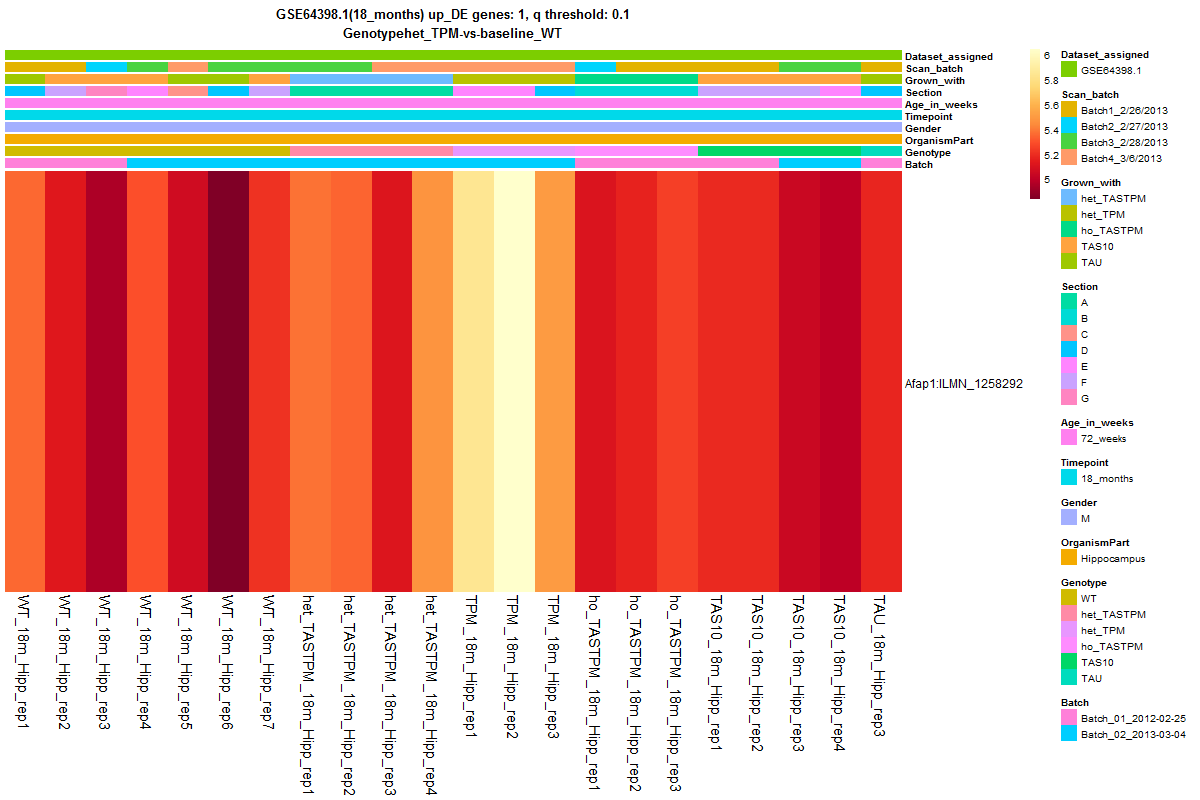 GSE64398.1(18_months) up_DE genes: 1, q threshold: 0.1
Genotypehet_TPM-vs-baseline_WT
Dataset_assigned
Scan_batch
Grown_with
Section
Age_in_weeks
Timepoint
Gender
OrganismPart
Genotype
Batch
6
5.8
5.6
5.4
5.2
5
Afap1:ILMN_1258292
WT_18m_Hipp_rep1
WT_18m_Hipp_rep2
WT_18m_Hipp_rep3
WT_18m_Hipp_rep4
WT_18m_Hipp_rep5
WT_18m_Hipp_rep6
WT_18m_Hipp_rep7
het_TASTPM_18m_Hipp_rep1
het_TASTPM_18m_Hipp_rep2
het_TASTPM_18m_Hipp_rep3
het_TASTPM_18m_Hipp_rep4
TPM_18m_Hipp_rep1
TPM_18m_Hipp_rep2
TPM_18m_Hipp_rep3
ho_TASTPM_18m_Hipp_rep1
ho_TASTPM_18m_Hipp_rep2
ho_TASTPM_18m_Hipp_rep3
TAS10_18m_Hipp_rep1
TAS10_18m_Hipp_rep2
TAS10_18m_Hipp_rep3
TAS10_18m_Hipp_rep4
TAU_18m_Hipp_rep3
Dataset_assigned
GSE64398.1
Scan_batch
Batch1_2/26/2013
Batch2_2/27/2013
Batch3_2/28/2013
Batch4_3/6/2013
Grown_with
het_TASTPM
het_TPM
ho_TASTPM
TAS10
TAU
Section
A
B
C
D
E
F
G
Age_in_weeks
72_weeks
Timepoint
18_months
Gender
M
OrganismPart
Hippocampus
Genotype
WT
het_TASTPM
het_TPM
ho_TASTPM
TAS10
TAU
Batch
Batch_01_2012-02-25
Batch_02_2013-03-04